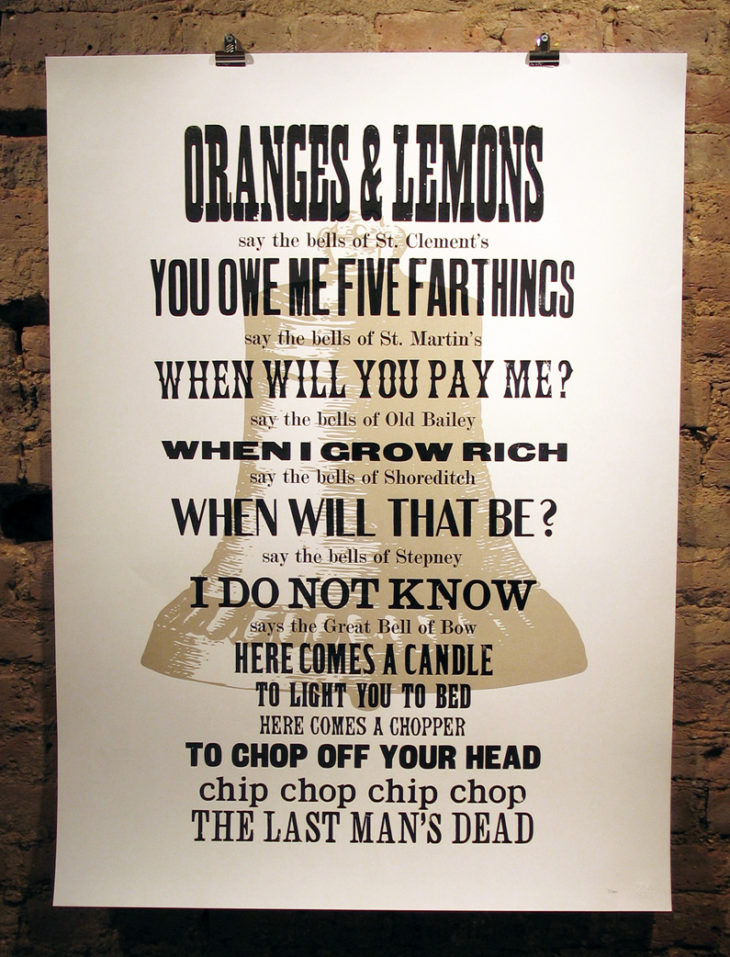 ORANGES & LEMONS
say the bells of St. Clement's
YOU OWE ME FIVE FARTHINGS
say the bells of St. Martin's
WHEN WILL YOU PAY ME?
say the bells of Old Bailey
WHEN I GROW RICH
say the bells of Shoreditch
WHEN WILL THAT BE?
say the bells of Stepney
I DO NOT KNOW
says the Great Bell of Bow
HERE COMES A CANDLE
TO LIGHT YOU TO BED
HERE COMES A CHOPPER
TO CHOP OFF YOUR HEAD
chip chop chip chop
THE LAST MAN'S DEAD